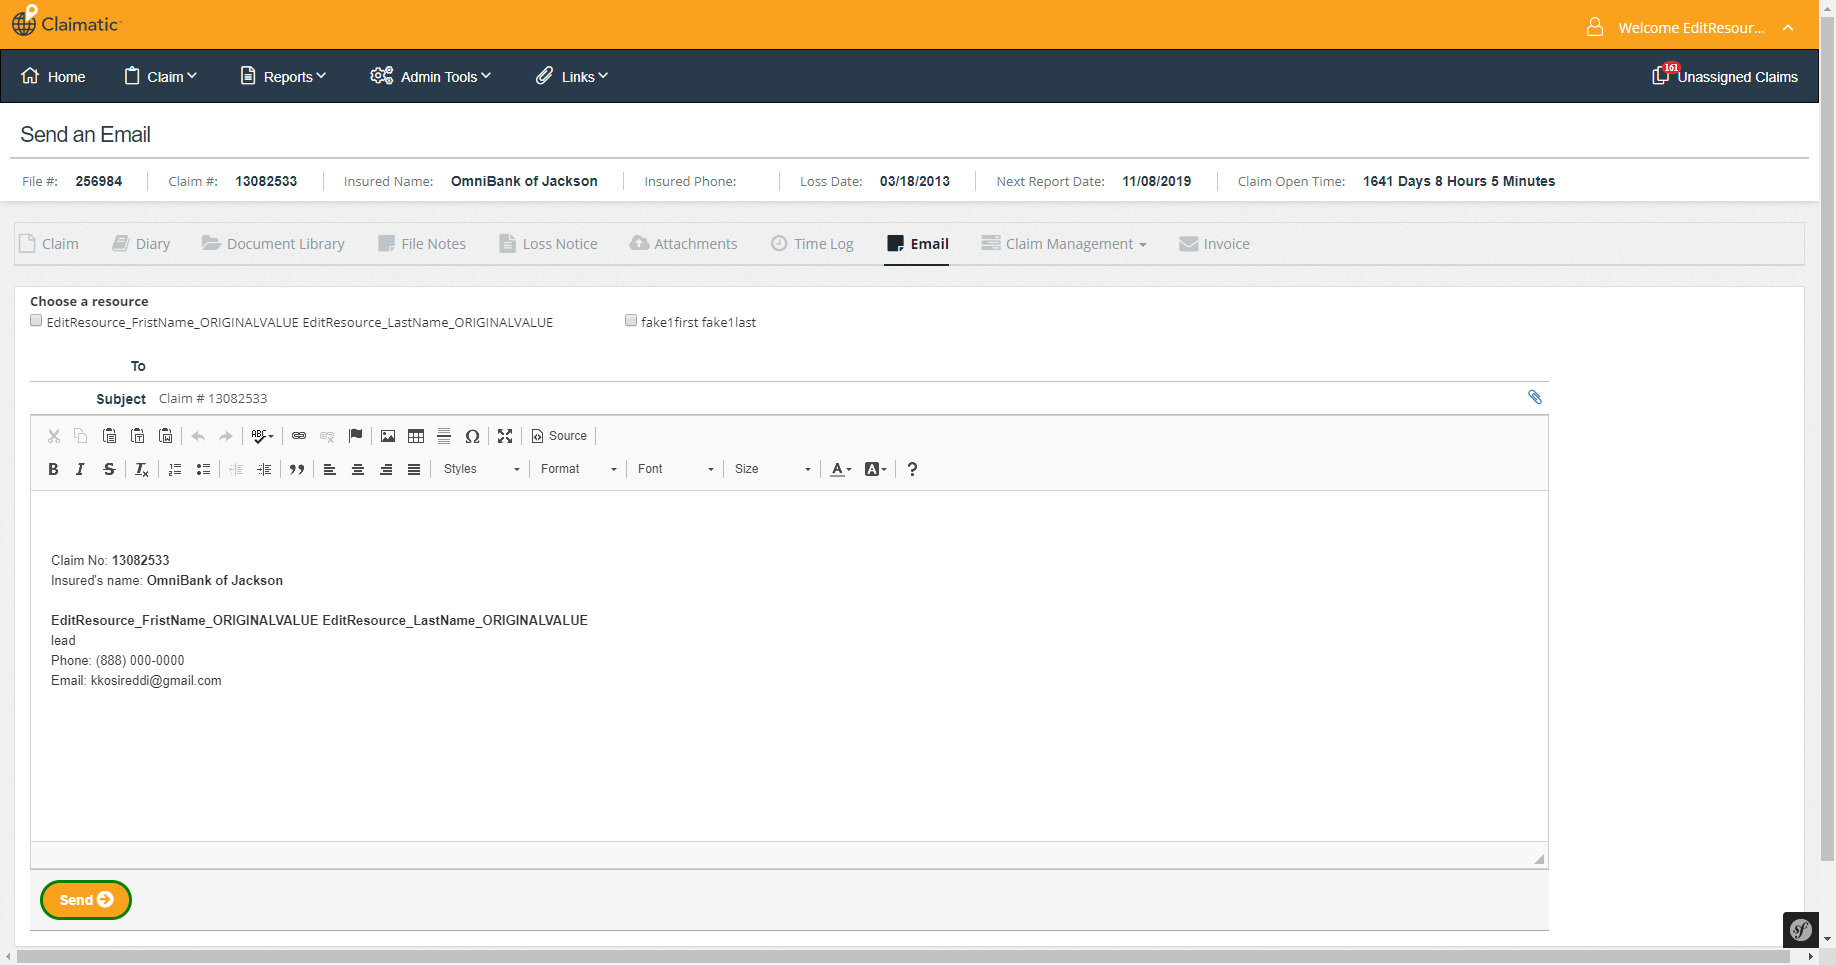 Claimatic
Welcome EditResour...
Home Claim Reports Admin Tools Links 161 Unassigned Claims
Send an Email
File #: 256984 Claim #: 13082533 Insured Name: OmniBank of Jackson Insured Phone: Loss Date: 03/18/2013 Next Report Date: 11/08/2019 Claim Open Time: 1641 Days 8 Hours 5 Minutes
Claim Diary Document Library File Notes Loss Notice Attachments Time Log Email Claim Management Invoice
Choose a resource
EditResource_FristName_ORIGINALVALUE EditResource_LastName_ORIGINALVALUE fake1first fake1last
To
Subject Claim # 13082533
ABC Ω Source
B I S Tx Styles Format Font Size A A ?
Claim No: 13082533
Insured's name: OmniBank of Jackson
EditResource_FristName_ORIGINALVALUE EditResource_LastName_ORIGINALVALUE
lead
Phone: (888) 000-0000
Email: kkosireddi@gmail.com
Send
sf